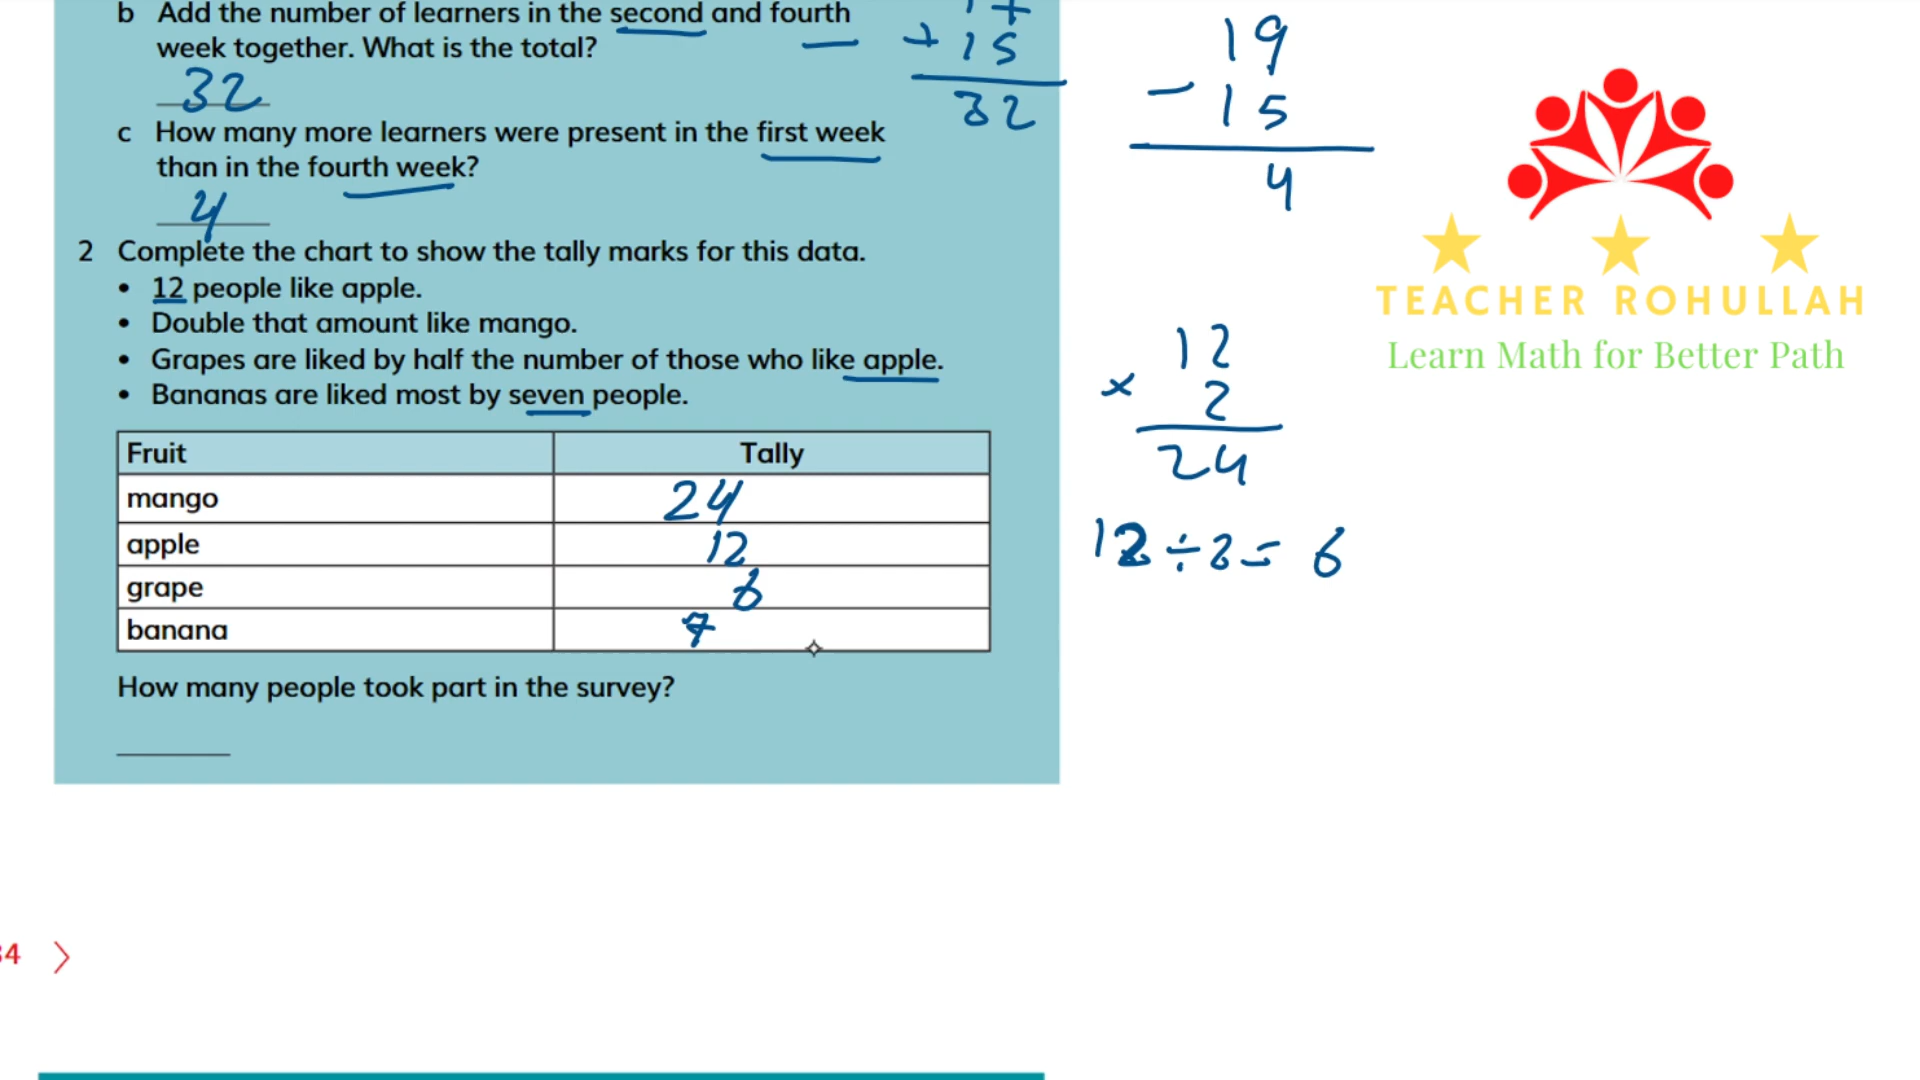 b Add the number of learners in the second and fourth
week together. What is the total?
32
+ 15
32
c How many more learners were present in the first week
than in the fourth week?
4
19
- 15
4
2 Complete the chart to show the tally marks for this data.
• 12 people like apple.
• Double that amount like mango.
• Grapes are liked by half the number of those who like apple.
• Bananas are liked most by seven people.
Fruit Tally
mango 24
apple 12
grape 6
banana 7
How many people took part in the survey?
TEACHER ROHULLAH
Learn Math for Better Path
12
× 2
24
12 ÷ 2 = 6